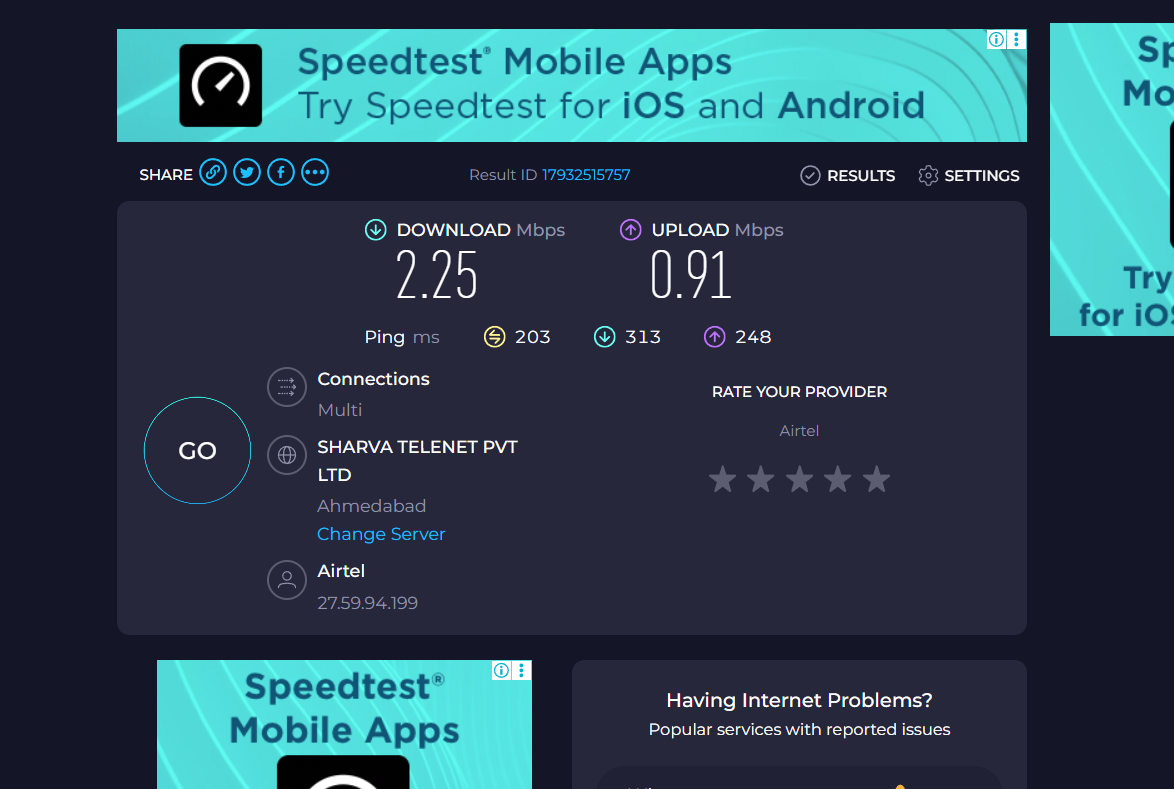 Speedtest® Mobile Apps
Try Speedtest for iOS and Android
SHARE
Result ID 17932515757
RESULTS
SETTINGS
DOWNLOAD Mbps
2.25
UPLOAD Mbps
0.91
Ping ms
203
313
248
GO
Connections
Multi
SHARVA TELENET PVT
LTD
Ahmedabad
Change Server
Airtel
27.59.94.199
RATE YOUR PROVIDER
Airtel
Speedtest®
Mobile Apps
Having Internet Problems?
Popular services with reported issues
Sp
Mo
Try
for iOS